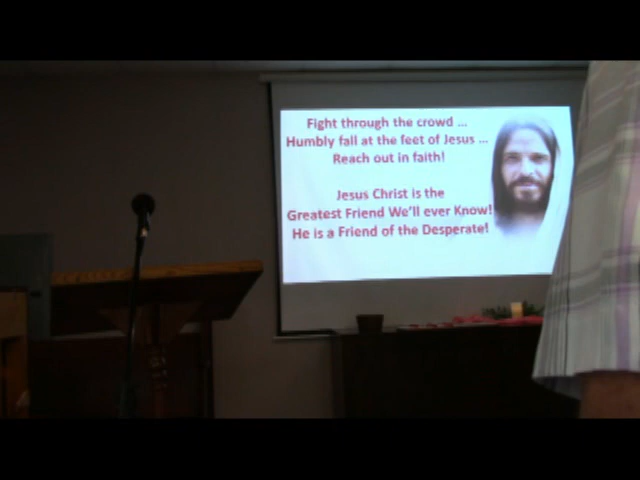 Fight through the crowd ...
Humbly fall at the feet of Jesus ...
Reach out in faith!
Jesus Christ is the
Greatest Friend We'll ever Know!
He is a Friend of the Desperate!